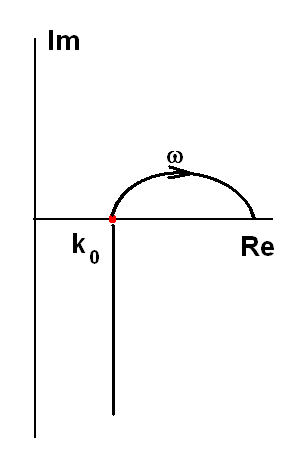 Im
ω
k₀
Re